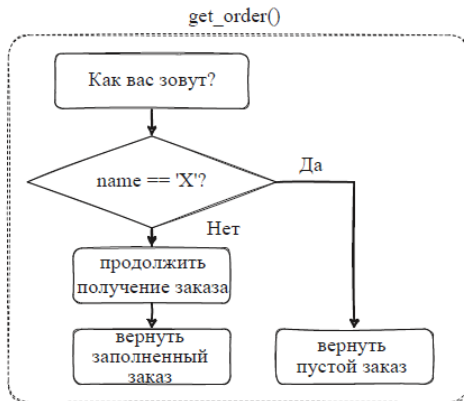 get_order()
Как вас зовут?
name == 'X'?
Да
Нет
продолжить
получение заказа
вернуть
заполненный
заказ
вернуть
пустой заказ